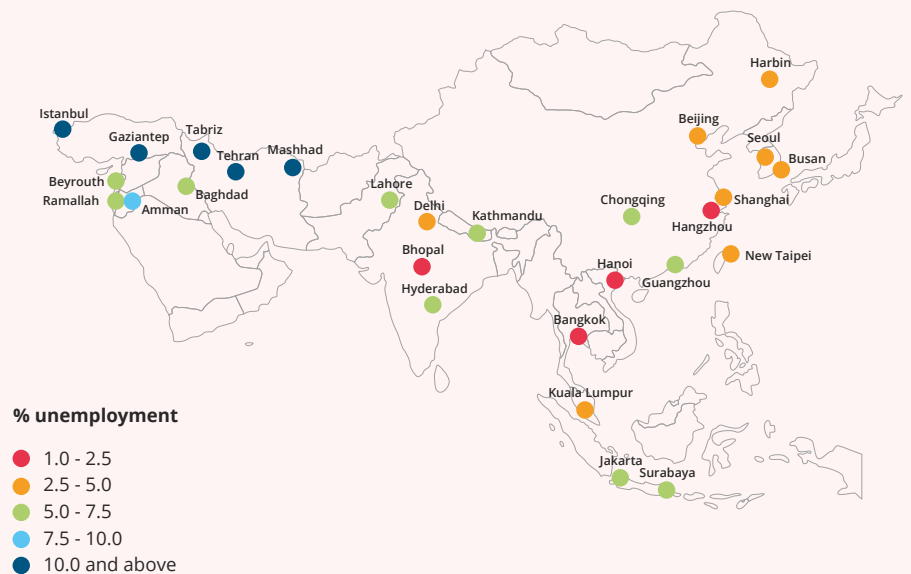 Harbin
Istanbul
Beijing
Gaziantep
Tabriz
Seoul
Tehran
Mashhad
Busan
Beyrouth
Lahore
Baghdad
Ramallah
Amman
Delhi
Chongqing
Shanghai
Kathmandu
Hangzhou
Bhopal
New Taipei
Hanoi
Guangzhou
Hyderabad
Bangkok
Kuala Lumpur
% unemployment
1.0 - 2.5
Jakarta
Surabaya
2.5 - 5.0
5.0 - 7.5
7.5 - 10.0
10.0 and above